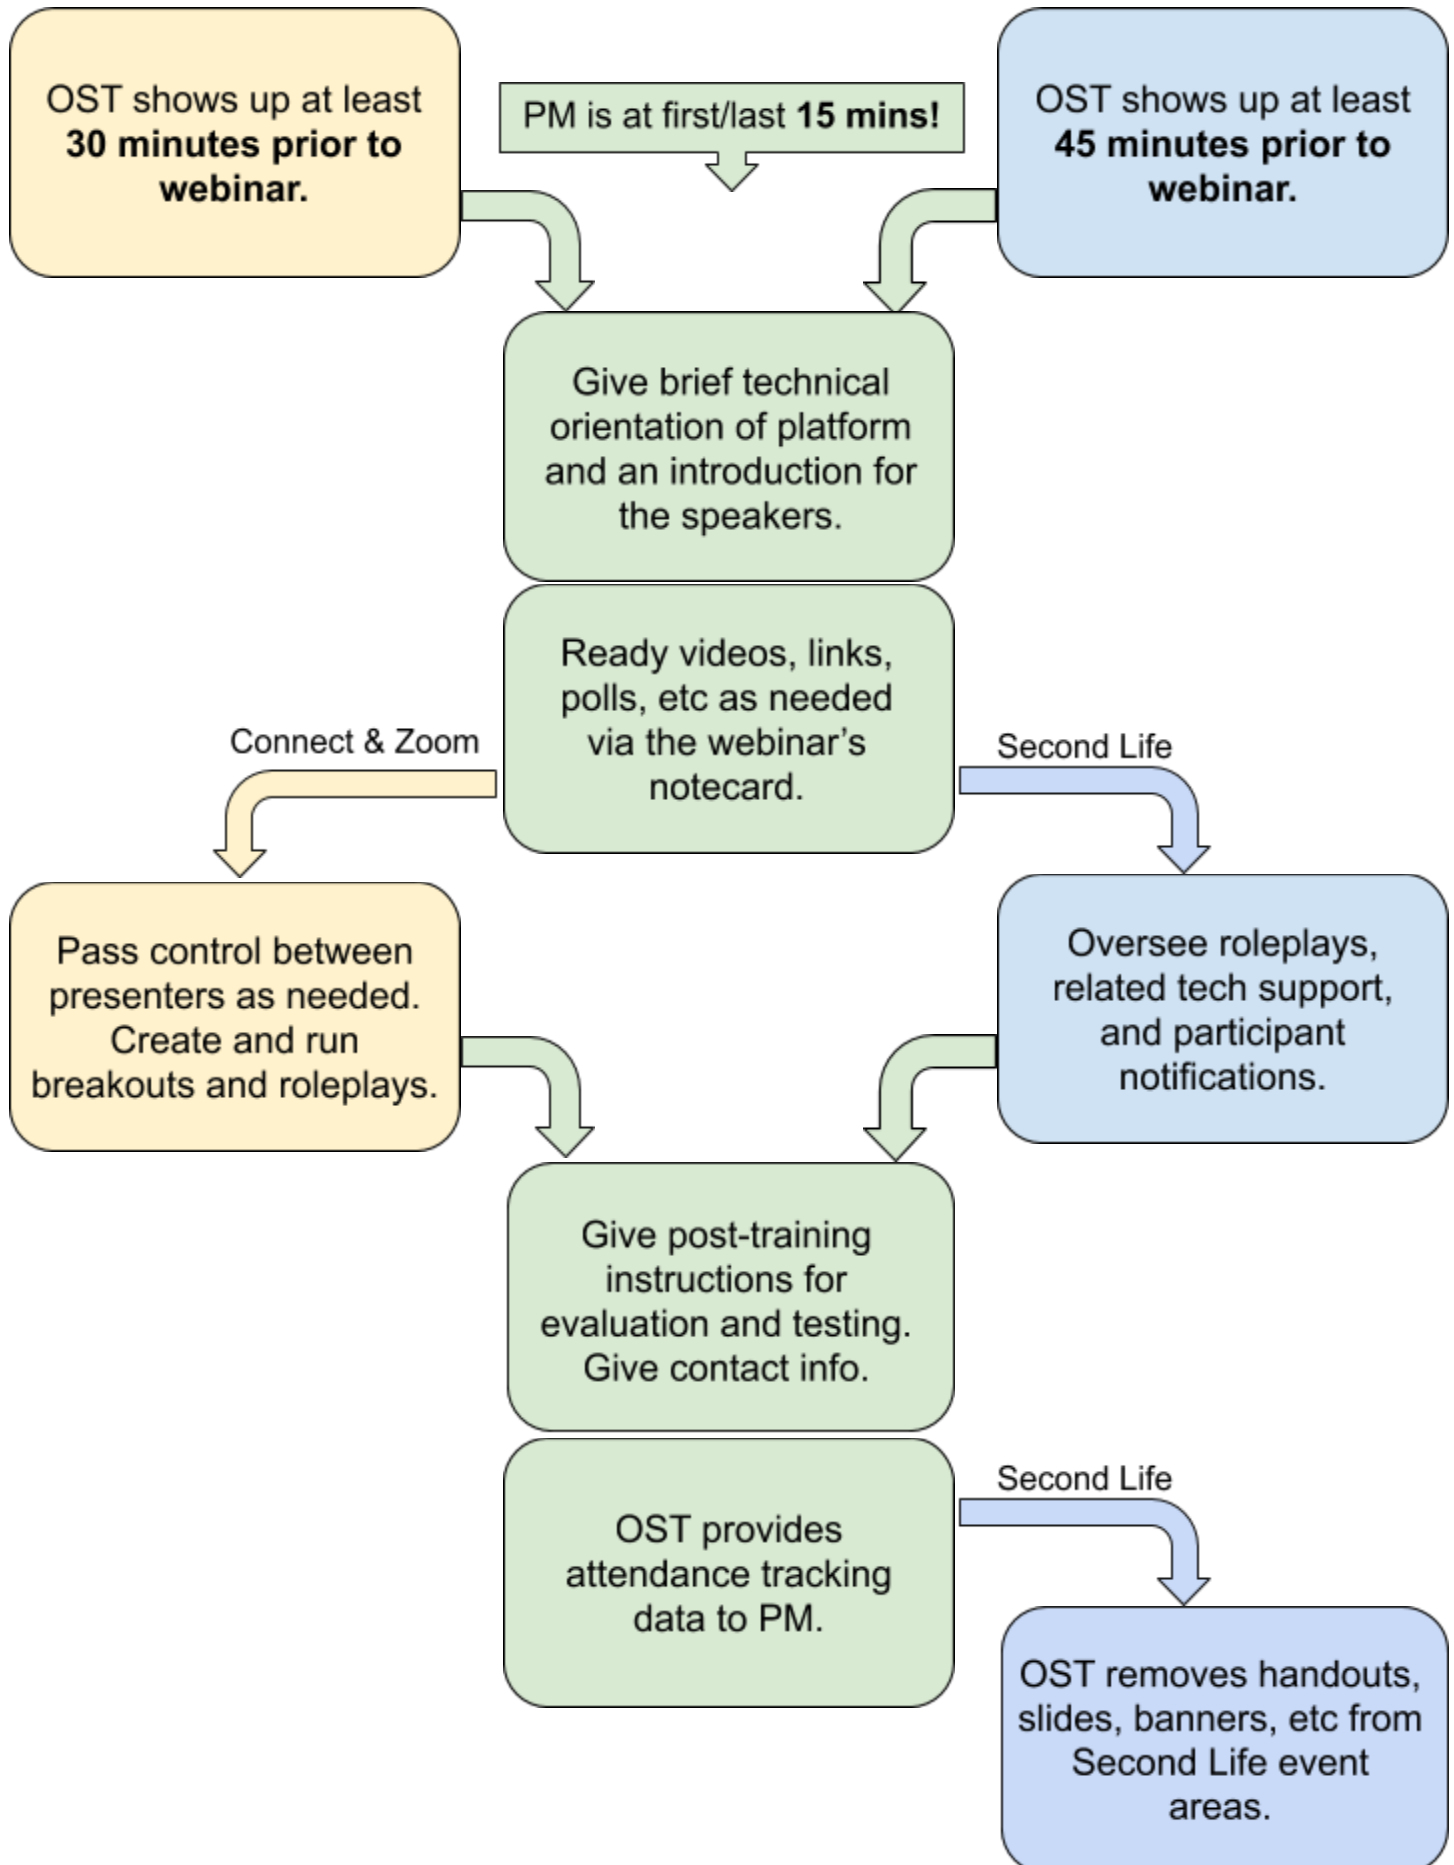 OST shows up at least
30 minutes prior to
webinar.
PM is at first/last 15 mins!
OST shows up at least
45 minutes prior to
webinar.
Give brief technical
orientation of platform
and an introduction for
the speakers.
Ready videos, links,
polls, etc as needed
via the webinar’s
notecard.
Connect & Zoom
Second Life
Pass control between
presenters as needed.
Create and run
breakouts and roleplays.
Oversee roleplays,
related tech support,
and participant
notifications.
Give post-training
instructions for
evaluation and testing.
Give contact info.
OST provides
attendance tracking
data to PM.
Second Life
OST removes handouts,
slides, banners, etc from
Second Life event
areas.